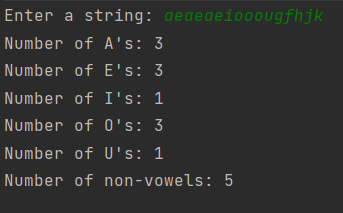 Enter a string: aeaeaeiooougfhjk
Number of A's: 3
Number of E's: 3
Number of I's: 1
Number of O's: 3
Number of U's: 1
Number of non-vowels: 5